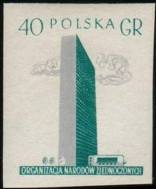 40 POLSKA GR
ORGANIZACJA NARODÓW ZJEDNOCZONYCH